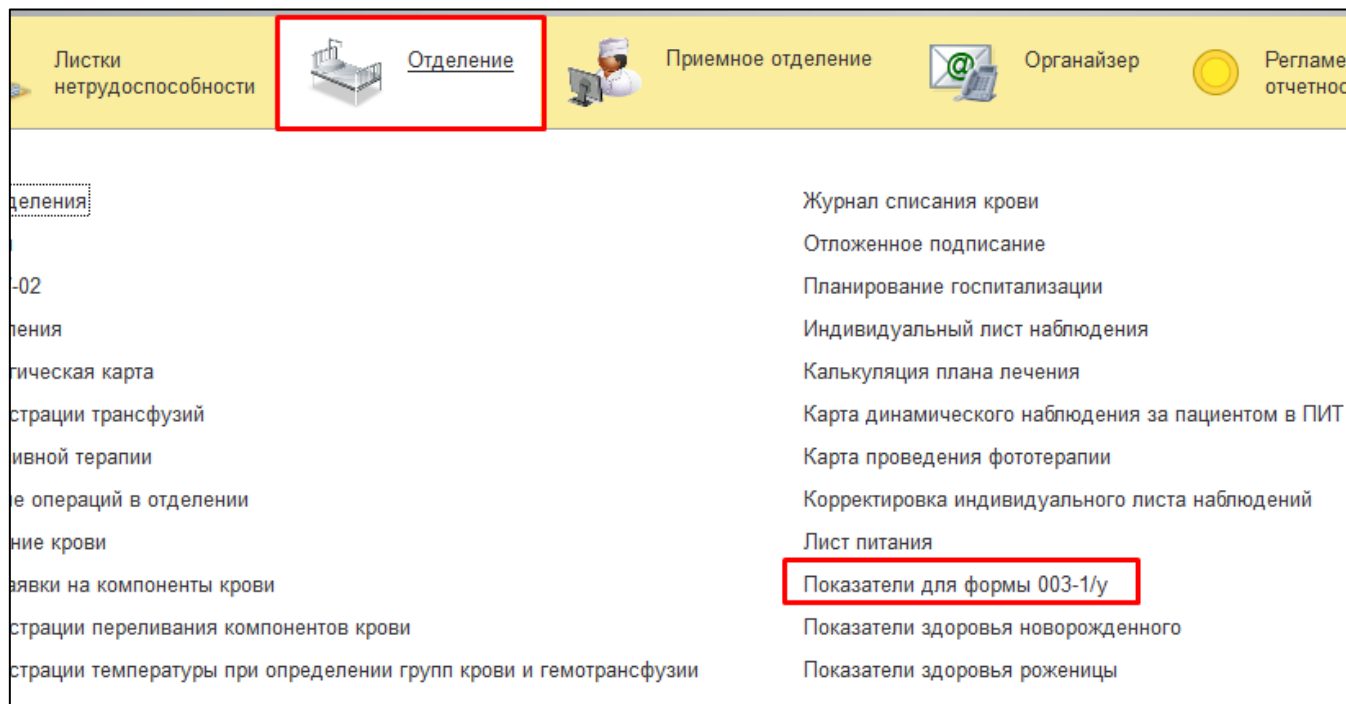 Листки
нетрудоспособности
Отделение
Приемное отделение
Органайзер
Регламе
отчетнос
деления
-02
ления
гическая карта
страции трансфузий
ивной терапии
е операций в отделении
ние крови
аявки на компоненты крови
страции переливания компонентов крови
страции температуры при определении групп крови и гемотрансфузии
Журнал списания крови
Отложенное подписание
Планирование госпитализации
Индивидуальный лист наблюдения
Калькуляция плана лечения
Карта динамического наблюдения за пациентом в ПИТ
Карта проведения фототерапии
Корректировка индивидуального листа наблюдений
Лист питания
Показатели для формы 003-1/у
Показатели здоровья новорожденного
Показатели здоровья роженицы